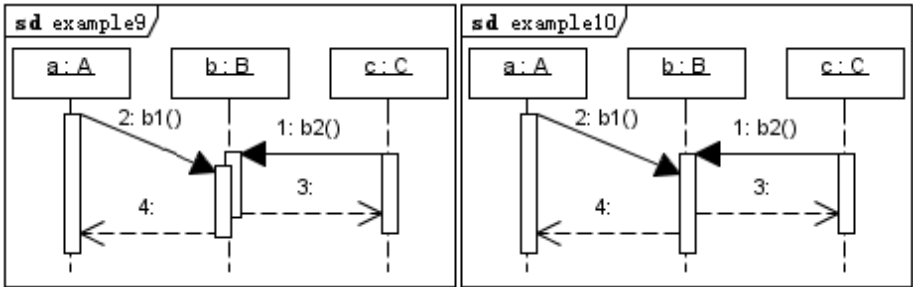 sd example9
a : A
b : B
c : C
2: b1()
1: b2()
3:
4:
sd example10
a : A
b : B
c : C
2: b1()
1: b2()
3:
4: